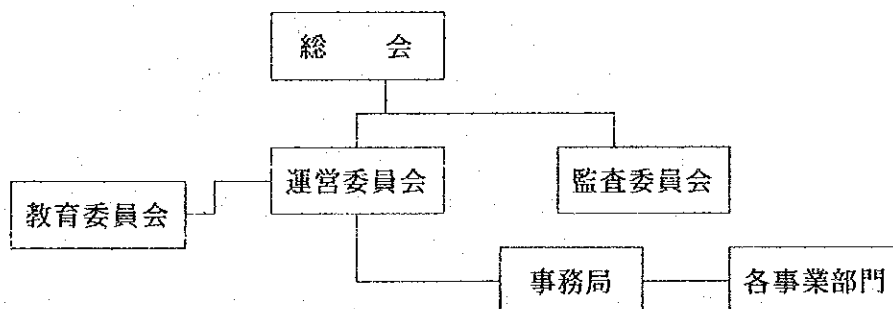 総　会
運営委員会
監査委員会
教育委員会
事務局
各事業部門